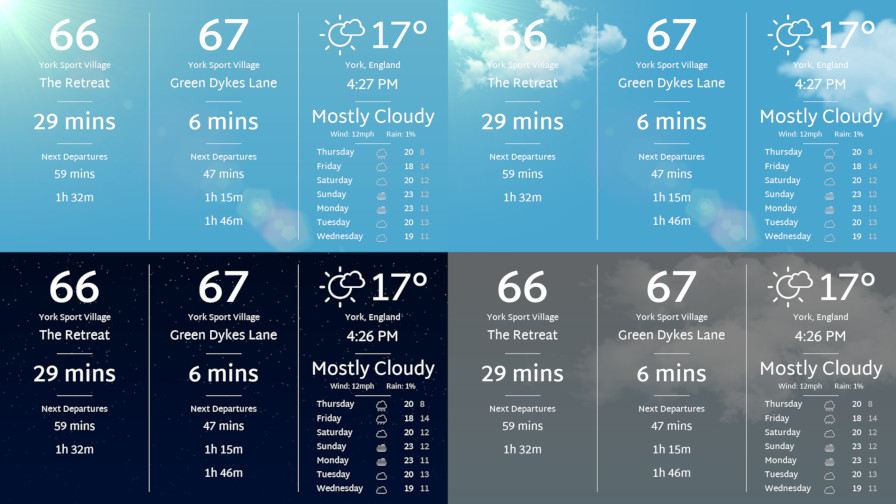 66
York Sport Village
The Retreat
29 mins
Next Departures
59 mins
1h 32m
67
York Sport Village
Green Dykes Lane
6 mins
Next Departures
47 mins
1h 15m
1h 46m
17°
York, England
4:27 PM
Mostly Cloudy
Wind: 12mph Rain: 1%
Thursday 20 8
Friday 18 14
Saturday 20 12
Sunday 23 12
Monday 23 11
Tuesday 20 13
Wednesday 19 11
66
York Sport Village
The Retreat
29 mins
Next Departures
59 mins
1h 32m
67
York Sport Village
Green Dykes Lane
6 mins
Next Departures
47 mins
1h 15m
1h 46m
17°
York, England
4:27 PM
Mostly Cloudy
Wind: 12mph Rain: 1%
Thursday 20 8
Friday 18 14
Saturday 20 12
Sunday 23 12
Monday 23 11
Tuesday 20 13
Wednesday 19 11
66
York Sport Village
The Retreat
29 mins
Next Departures
59 mins
1h 32m
67
York Sport Village
Green Dykes Lane
6 mins
Next Departures
47 mins
1h 15m
1h 46m
17°
York, England
4:26 PM
Mostly Cloudy
Wind: 12mph Rain: 1%
Thursday 20 8
Friday 18 14
Saturday 20 12
Sunday 23 12
Monday 23 11
Tuesday 20 13
Wednesday 19 11
66
York Sport Village
The Retreat
29 mins
Next Departures
59 mins
1h 32m
67
York Sport Village
Green Dykes Lane
6 mins
Next Departures
47 mins
1h 15m
1h 46m
17°
York, England
4:26 PM
Mostly Cloudy
Wind: 12mph Rain: 1%
Thursday 20 8
Friday 18 14
Saturday 20 12
Sunday 23 12
Monday 23 11
Tuesday 20 13
Wednesday 19 11